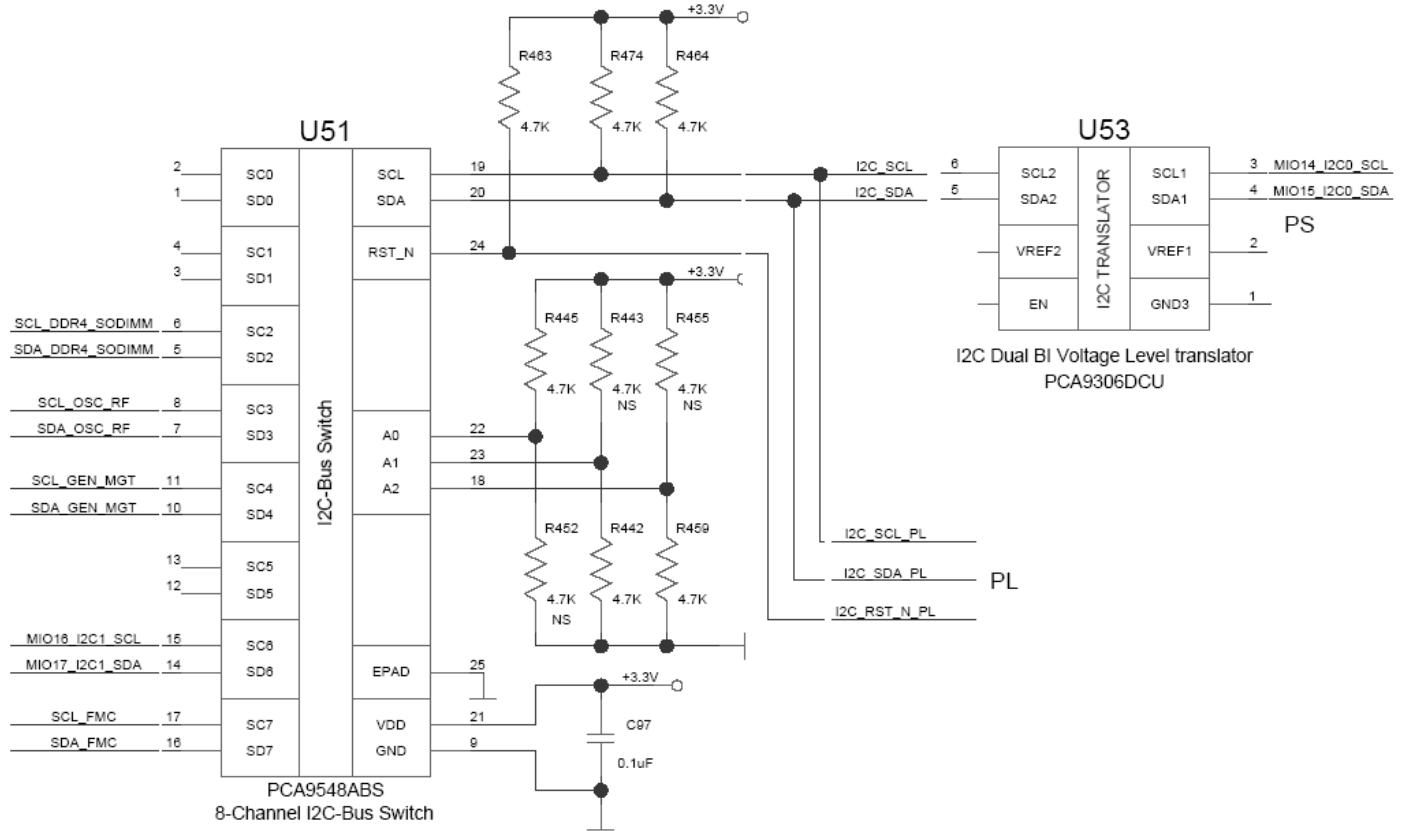 +3.3V
R463 R474 R464
4.7K 4.7K 4.7K
U51 U53
2 SC0 SCL 19 I2C_SCL 6 SCL2 SCL1 3 MIO14_I2C0_SCL
1 SD0 SDA 20 I2C_SDA 5 SDA2 SDA1 4 MIO15_I2C0_SDA
PS
4 SC1 RST_N 24 VREF2 VREF1 2
3 SD1
+3.3V
I2C TRANSLATOR
EN GND3 1
SCL_DDR4_SODIMM 6 SC2
SDA_DDR4_SODIMM 5 SD2
R445 R443 R455
4.7K 4.7K 4.7K
NS NS
I2C Dual BI Voltage Level translator
PCA9306DCU
SCL_OSC_RF 8 SC3
SDA_OSC_RF 7 SD3
I2C-Bus Switch
A0 22
A1 23
A2 18
SCL_GEN_MGT 11 SC4
SDA_GEN_MGT 10 SD4
R452 R442 R459
4.7K 4.7K 4.7K
NS
I2C_SCL_PL
I2C_SDA_PL
PL
I2C_RST_N_PL
13 SC5
12 SD5
MIO16_I2C1_SCL 15 SC6
MIO17_I2C1_SDA 14 SD6
EPAD 25
+3.3V
SCL_FMC 17 SC7 VDD 21
SDA_FMC 16 SD7 GND 9
C97
0.1uF
PCA9548ABS
8-Channel I2C-Bus Switch